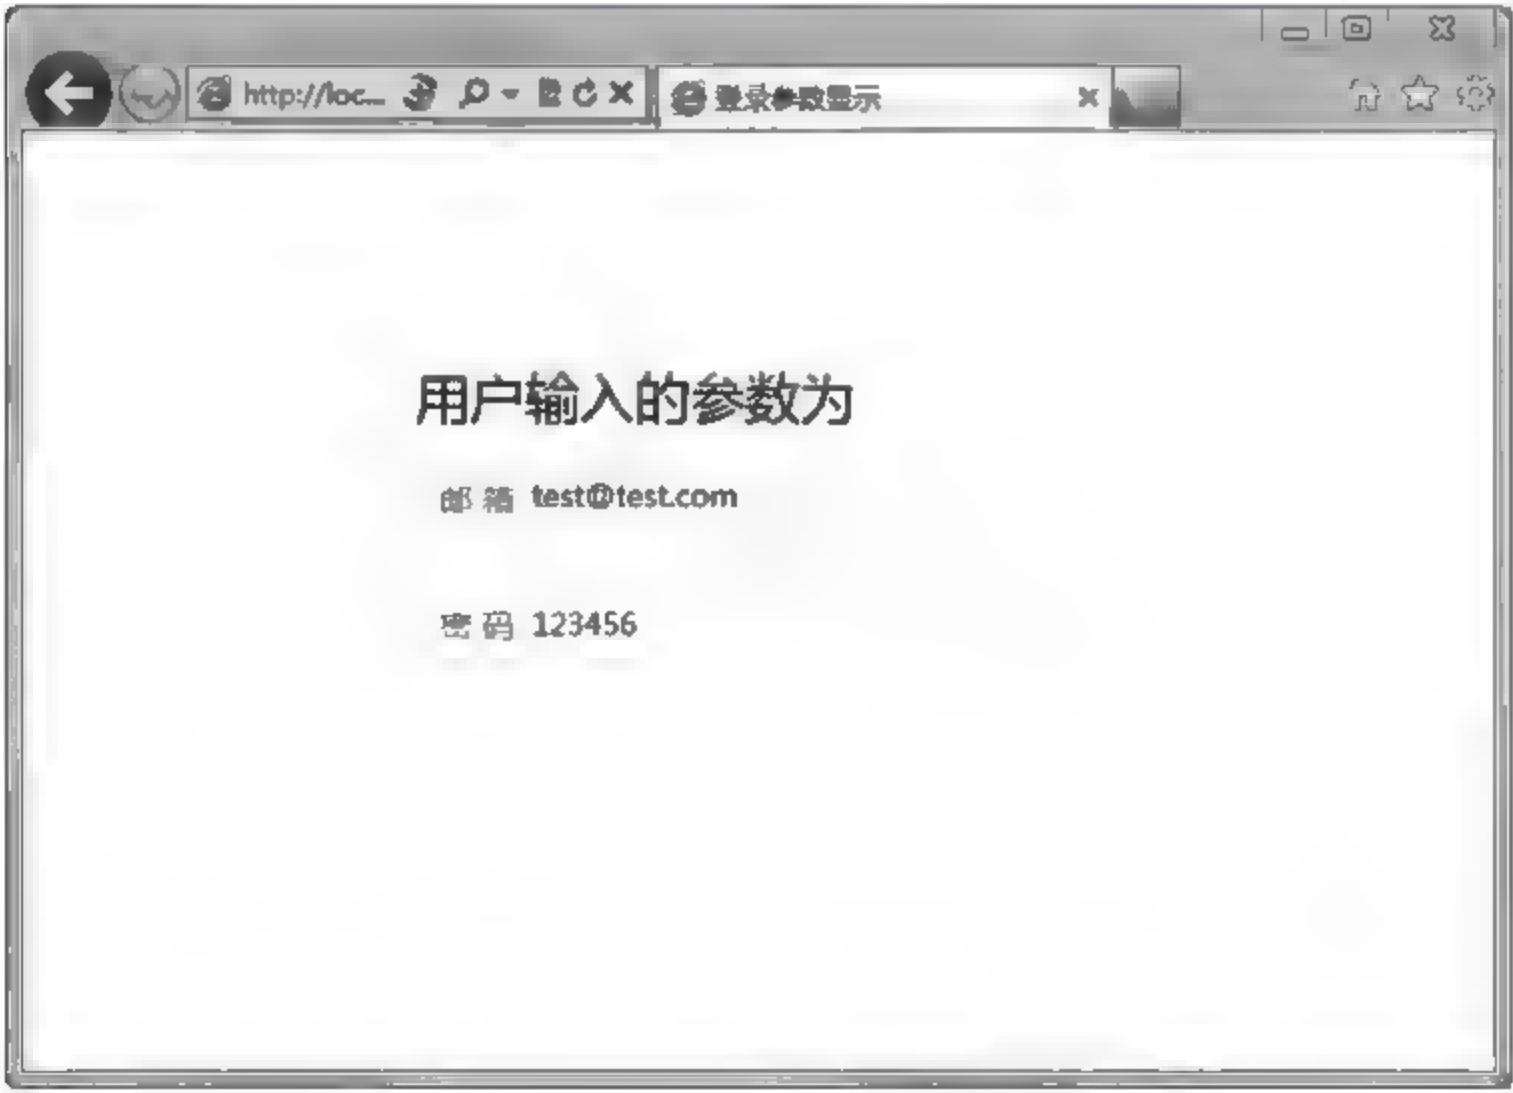 http://loc...
登录参数显示
用户输入的参数为
邮 箱 test@test.com
密 码 123456